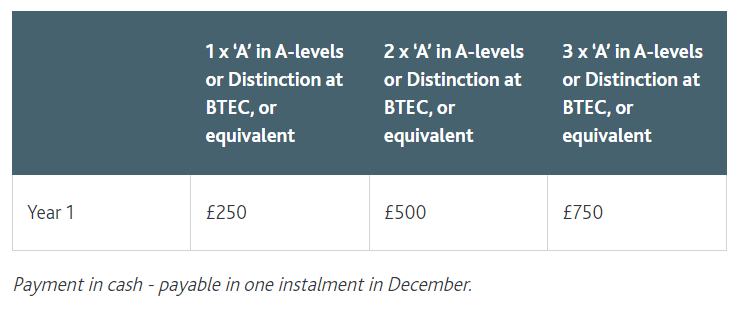 1 x ‘A’ in A-levels or Distinction at BTEC, or equivalent
2 x ‘A’ in A-levels or Distinction at BTEC, or equivalent
3 x ‘A’ in A-levels or Distinction at BTEC, or equivalent
Year 1 £250 £500 £750
Payment in cash - payable in one instalment in December.